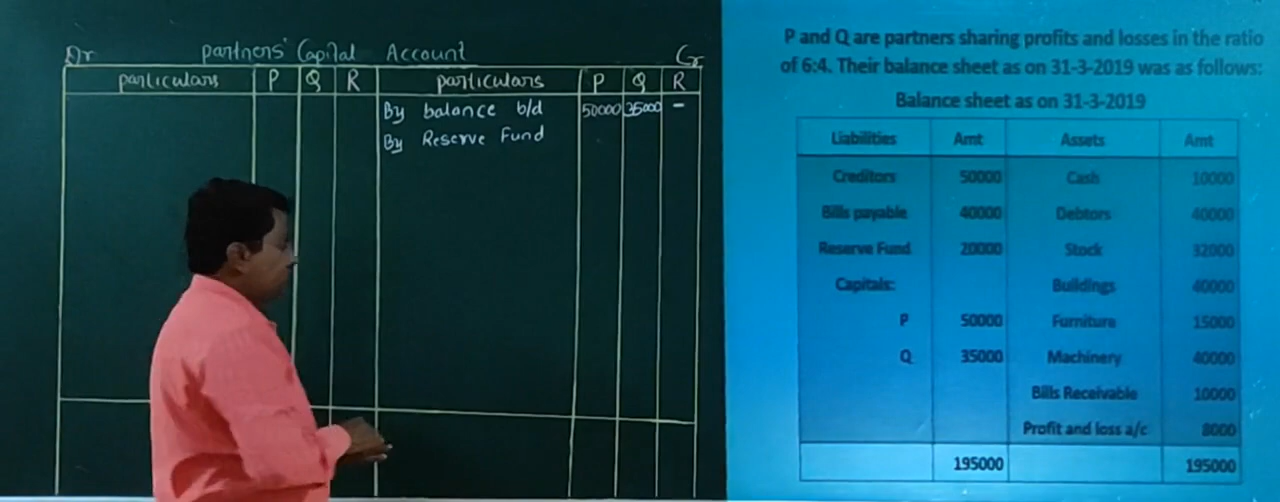 Dr partners' Capital Account Cr
particulars P Q R particulars P Q R
By balance b/d 50000 35000 -
By Reserve Fund
P and Q are partners sharing profits and losses in the ratio
of 6:4. Their balance sheet as on 31-3-2019 was as follows:
Balance sheet as on 31-3-2019
Liabilities Amt Assets Amt
Creditors 50000 Cash 10000
Bills payable 40000 Debtors 40000
Reserve Fund 20000 Stock 32000
Capitals: Buildings 40000
P 50000 Furniture 15000
Q 35000 Machinery 40000
Bills Receivable 10000
Profit and loss a/c 8000
195000 195000